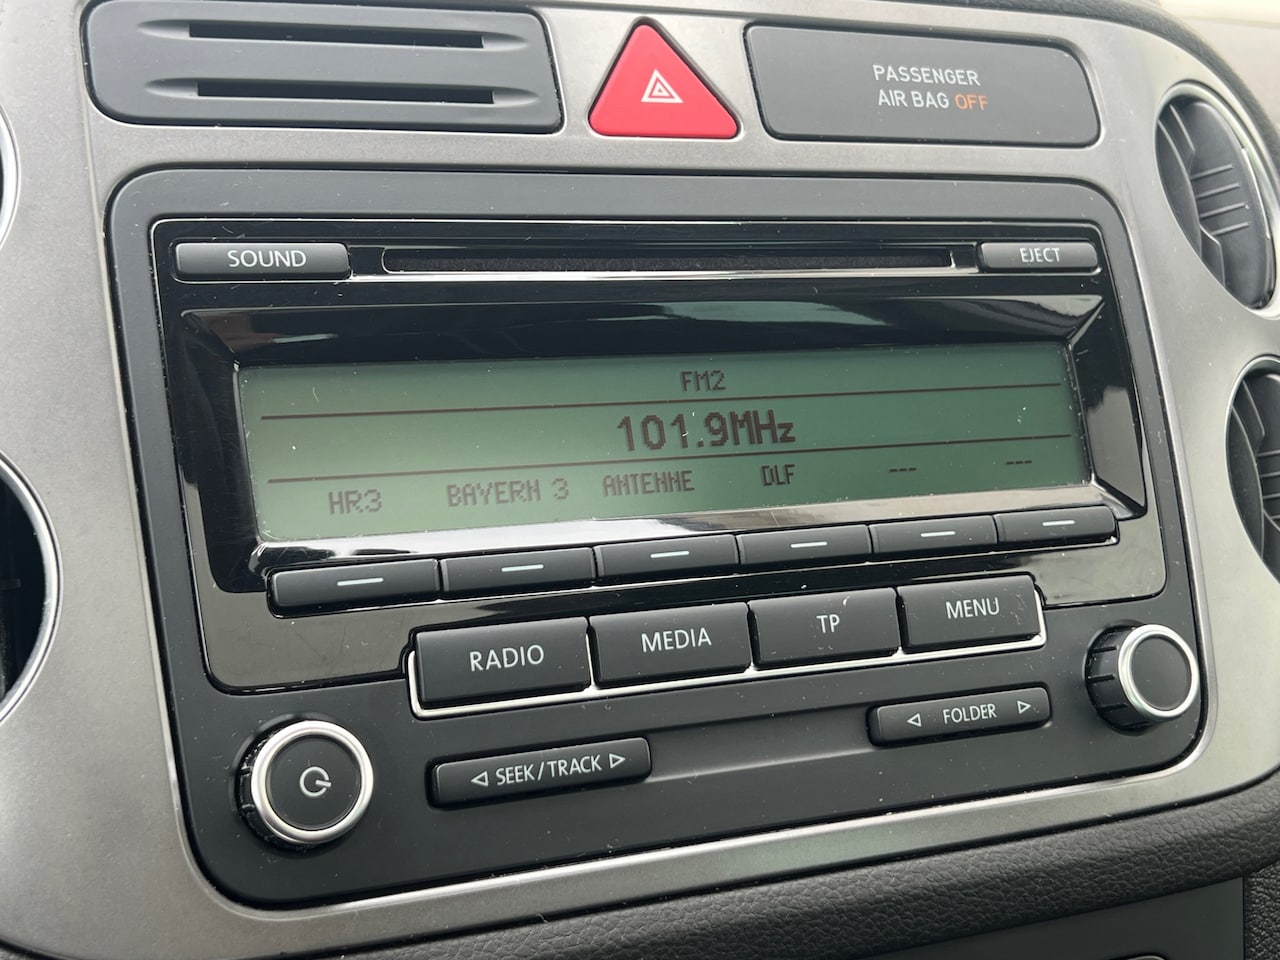 PASSENGER
AIR BAG OFF
SOUND
EJECT
FM2
101.9MHz
HR3 BAYERN 3 ANTENNE DLF --- ---
RADIO MEDIA TP MENU
FOLDER
SEEK/TRACK